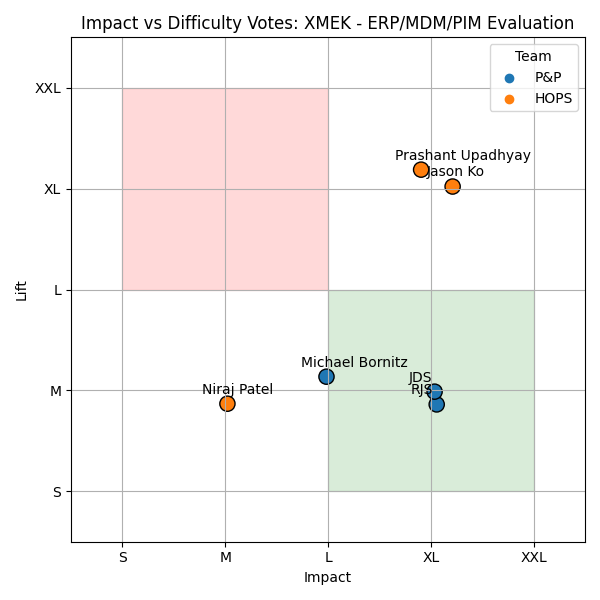 Impact vs Difficulty Votes: XMEK - ERP/MDM/PIM Evaluation
Team
P&P
HOPS
XXL
XL
L
M
S
Lift
Prashant Upadhyay
Jason Ko
Michael Bornitz
JDS
RJS
Niraj Patel
S
M
L
XL
XXL
Impact